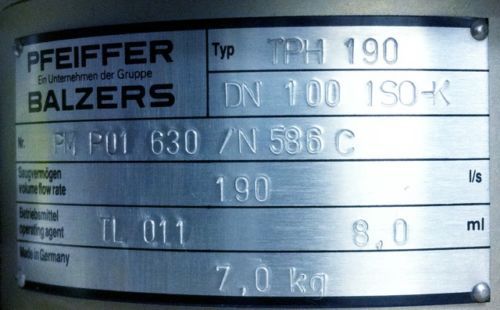 PFEIFFER
Ein Unternehmen der Gruppe
BALZERS
Typ TPH 190
DN 100 ISO-K
Nr. PM P01 630 /N 586 C
Saugvermögen
volume flow rate 190 l/s
Betriebsmittel
operating agent TL 011 8,0 ml
Made in Germany
7,0 kg